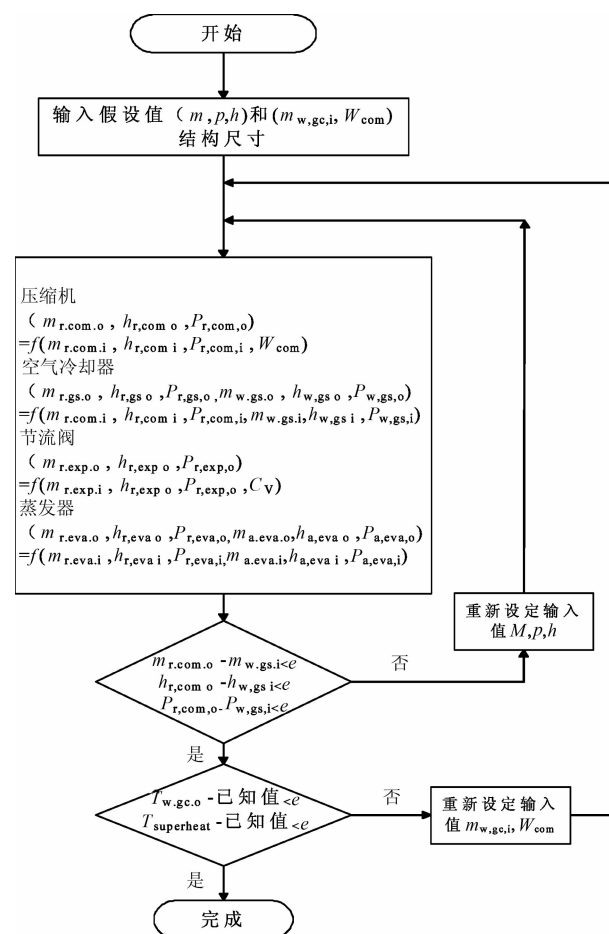 开始
输入假设值（m,p,h)和(m w,gc,i, W com)
结构尺寸
压缩机
（ m r.com.o , h r,com o ,P r,com,o)
=f(m r.com.i , h r,com i ,P r,com,i , W com)
空气冷却器
（ m r.gs.o , h r,gs o ,P r,gs,o, m w.gs.o , h w,gs o , P w,gs,o)
=f(m r.com.i , h r,com i ,P r,com,i, m w.gs.i, h w,gs i , P w,gs,i)
节流阀
（ m r.exp.o , h r,exp o ,P r,exp,o)
=f(m r.exp.i , h r,exp o ,P r,exp,o , C V)
蒸发器
（ m r.eva.o , h r,eva o , P r,eva,o, m a.eva.o, h a,eva o , P a,eva,o)
=f(m r.eva.i , h r,eva i , P r,eva,i, m a.eva.i, h a,eva i , P a,eva,i)
重新设定输入
值 M,p,h
m r.com.o -m w.gs.i<e
h r,com o -h w,gs i<e
P r,com,o-P w,gs,i<e
否
是
T w.gc.o -已知值<e
T superheat -已知值<e
否
重新设定输入
值 m w,gc,i, W com
是
完成